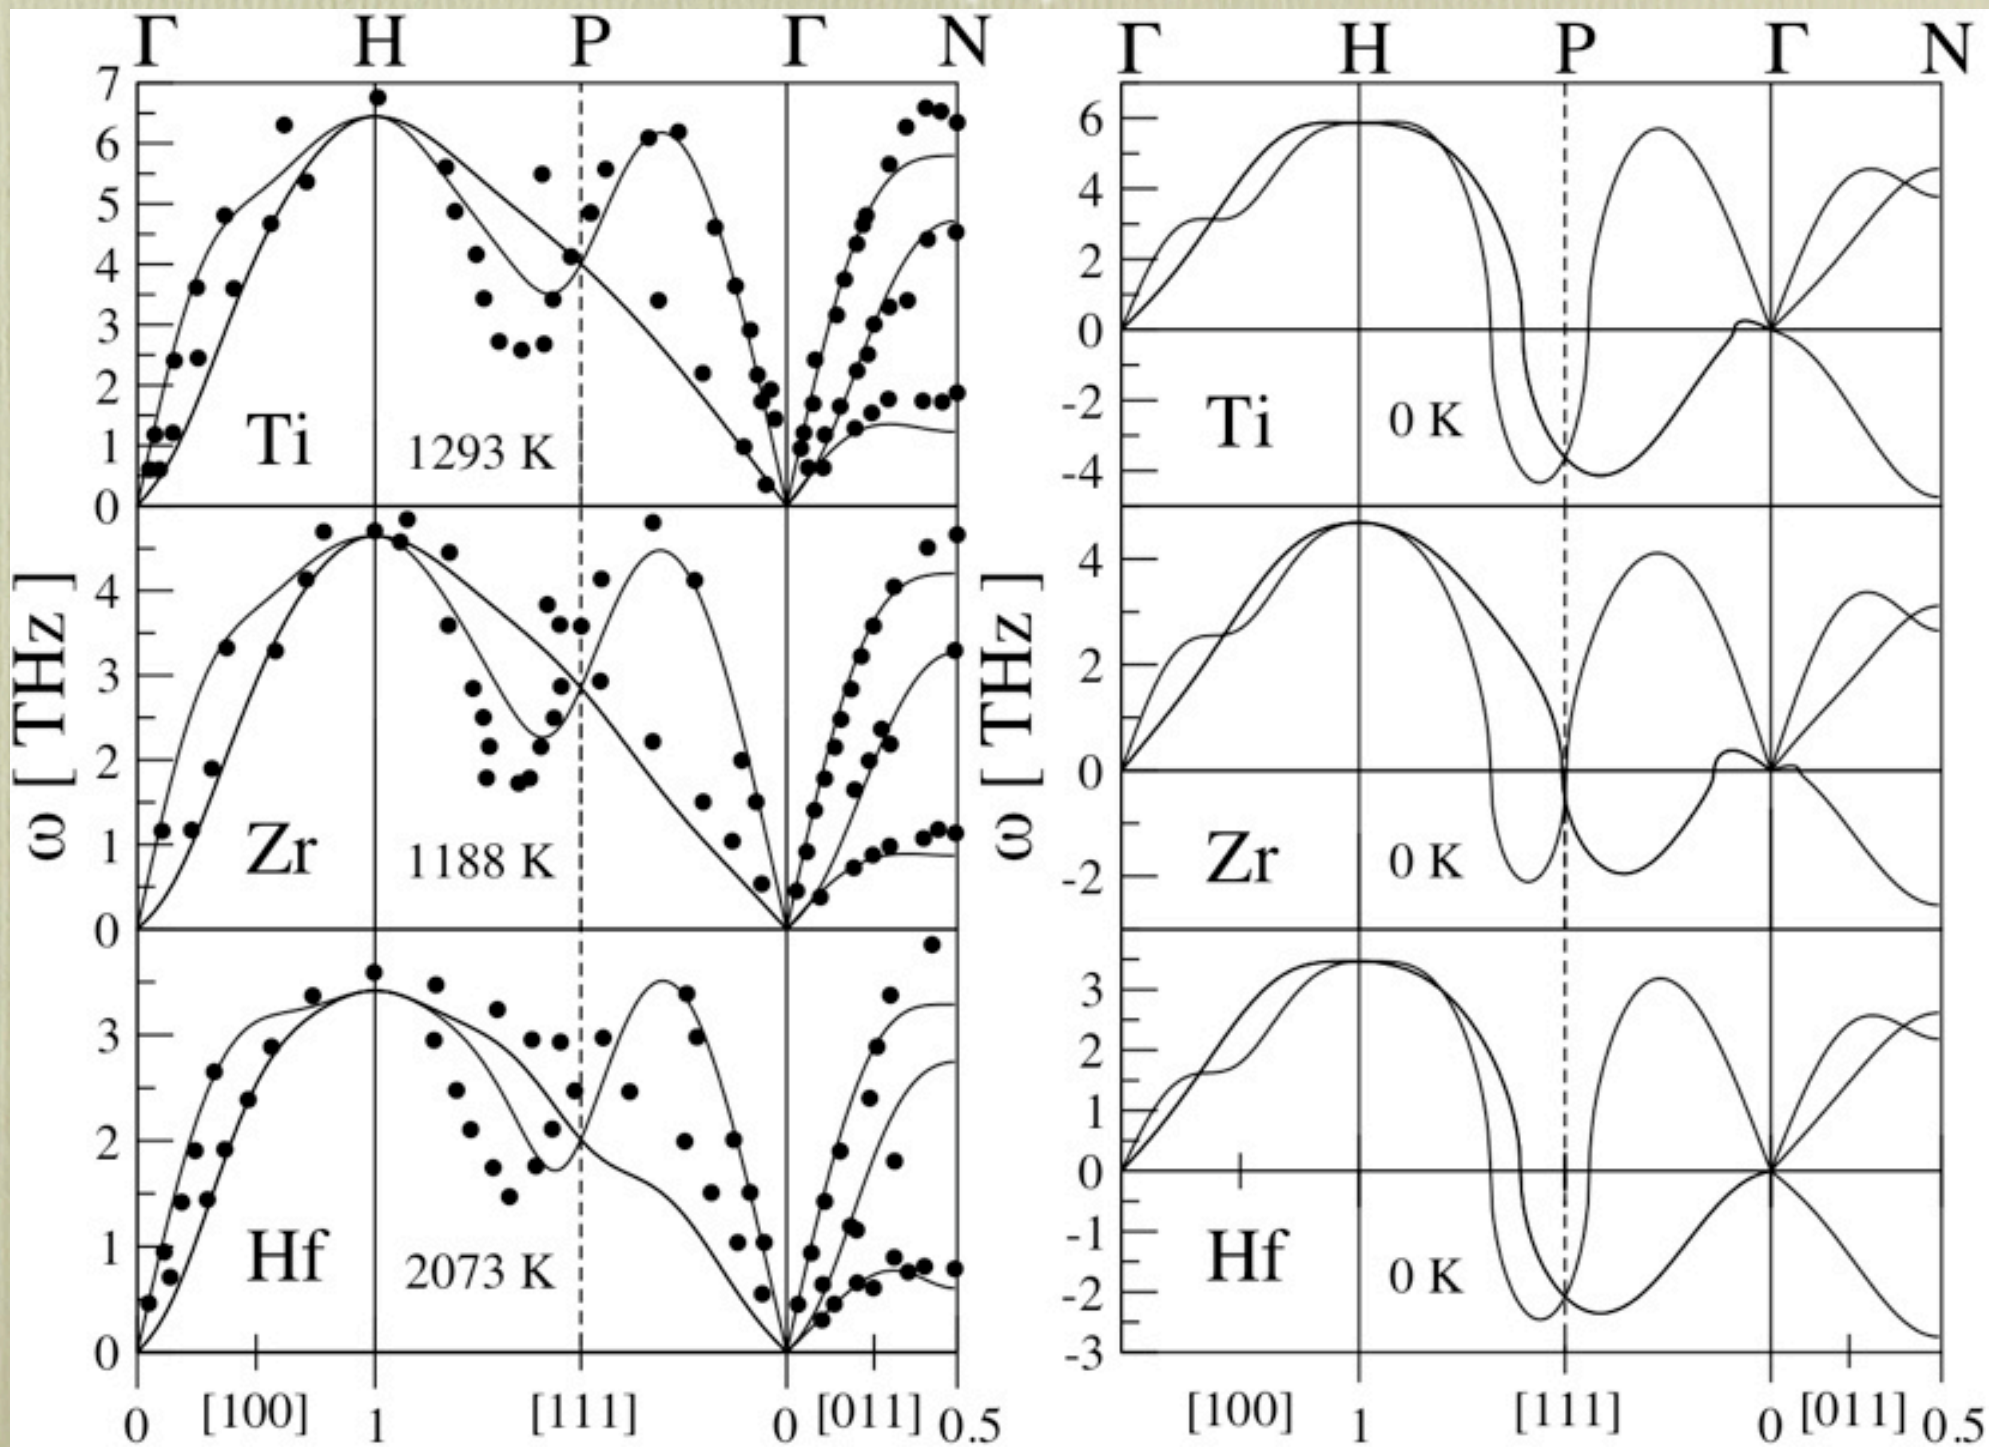 Γ H P Γ N
7
6
5
4
3
2
1
0
Ti 1293 K
4
3
2
1
0
Zr 1188 K
3
2
1
0
Hf 2073 K
ω [ THz ]
0 [100] 1 [111] 0 [011] 0.5
Γ H P Γ N
6
4
2
0
-2
-4
Ti 0 K
4
2
0
-2
Zr 0 K
3
2
1
0
-1
-2
-3
Hf 0 K
ω [ THz ]
[100] 1 [111] 0 [011] 0.5